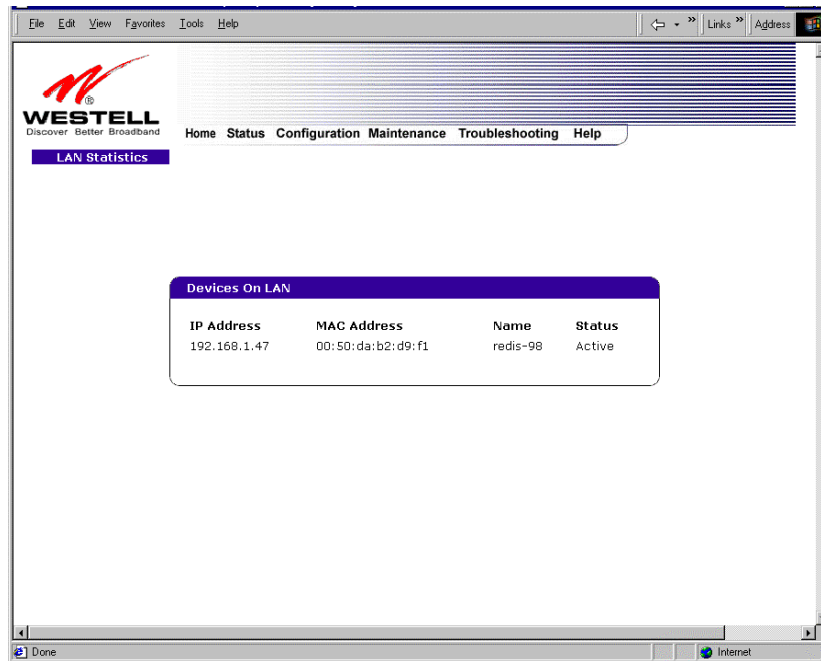 File Edit View Favorites Tools Help
Links » Address
WESTELL ®
Discover Better Broadband
Home Status Configuration Maintenance Troubleshooting Help
LAN Statistics
Devices On LAN
IP Address MAC Address Name Status
192.168.1.47 00:50:da:b2:d9:f1 redis-98 Active
Done Internet